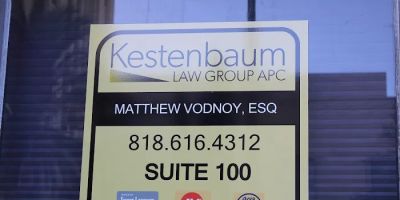 Kestenbaum
LAW GROUP APC
MATTHEW VODNOY, ESQ
818.616.4312
SUITE 100